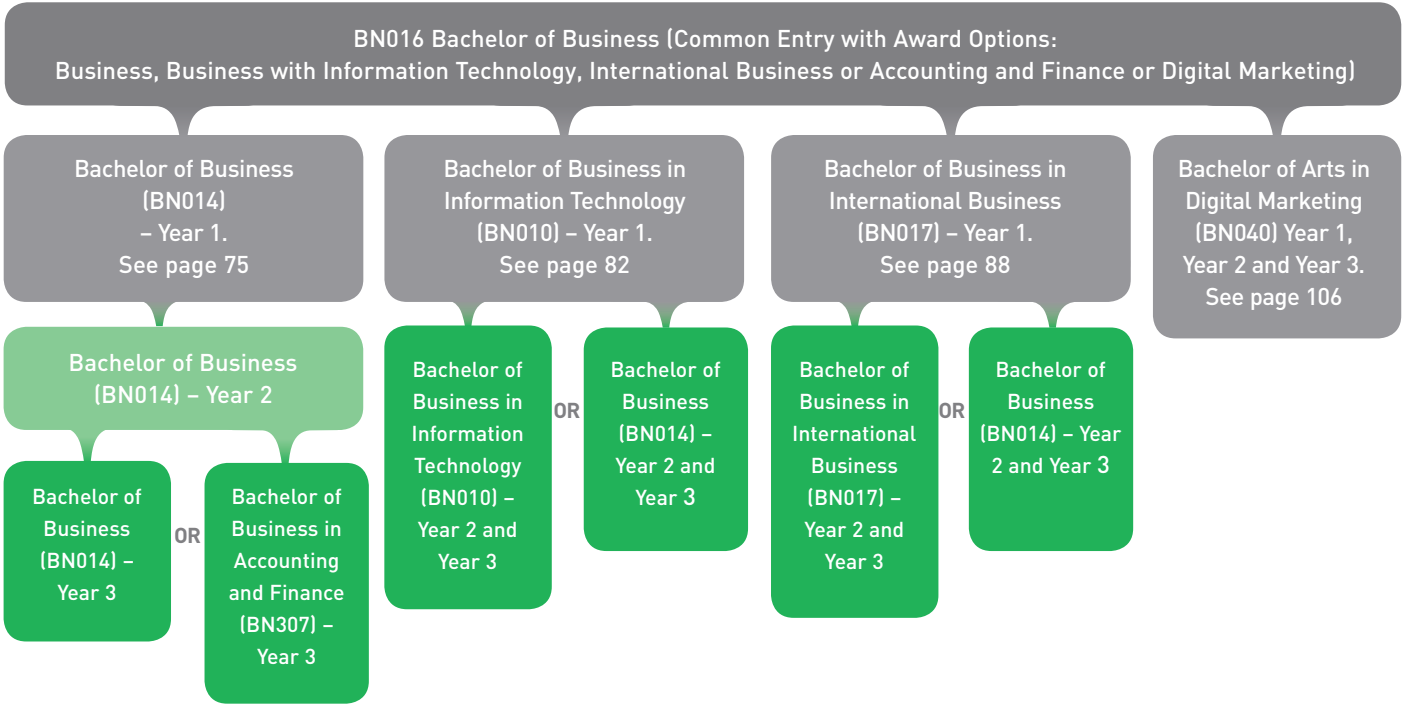 BN016 Bachelor of Business (Common Entry with Award Options:
Business, Business with Information Technology, International Business or Accounting and Finance or Digital Marketing)
Bachelor of Business
(BN014)
– Year 1.
See page 75
Bachelor of Business in
Information Technology
(BN010) – Year 1.
See page 82
Bachelor of Business in
International Business
(BN017) – Year 1.
See page 88
Bachelor of Arts in
Digital Marketing
(BN040) Year 1,
Year 2 and Year 3.
See page 106
Bachelor of Business
(BN014) – Year 2
Bachelor of
Business
(BN014) –
Year 3
OR
Bachelor of
Business in
Accounting
and Finance
(BN307) –
Year 3
Bachelor of
Business in
Information
Technology
(BN010) –
Year 2 and
Year 3
OR
Bachelor of
Business
(BN014) –
Year 2 and
Year 3
Bachelor of
Business in
International
Business
(BN017) –
Year 2 and
Year 3
OR
Bachelor of
Business
(BN014) – Year
2 and Year 3